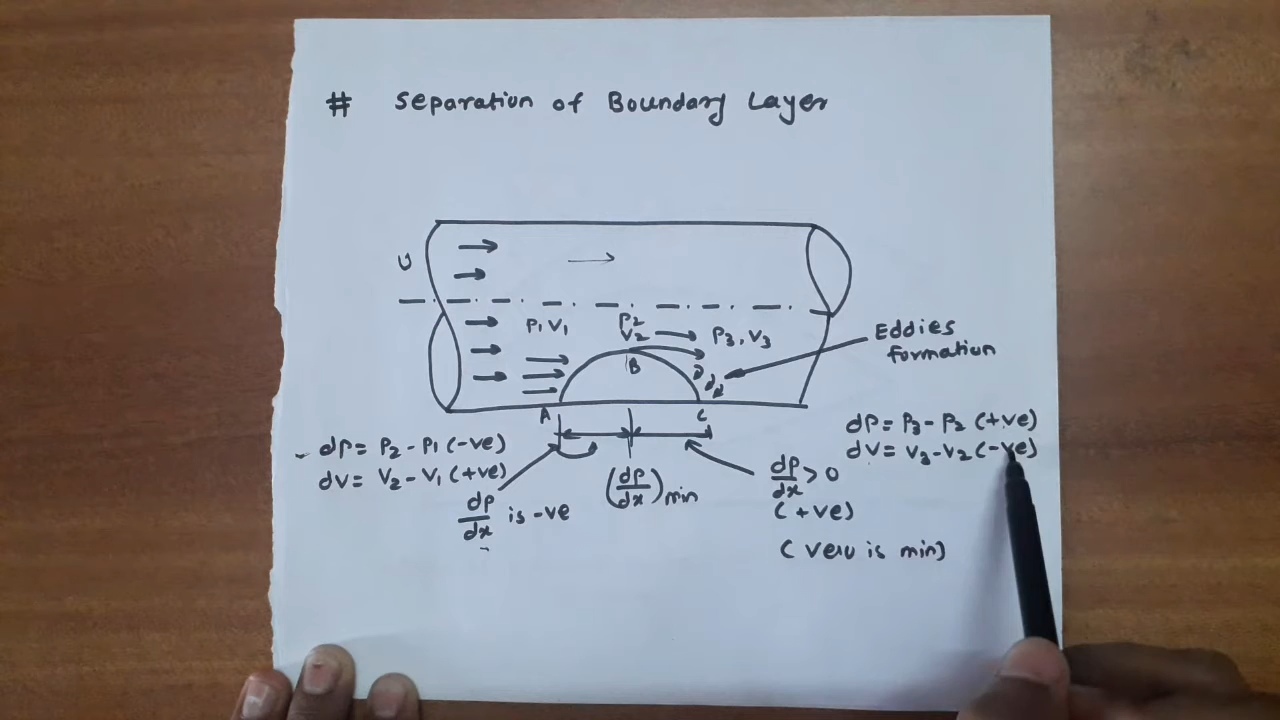 # Separation of Boundary Layer
U
P1 V1
P2
V2
P3, V3
Eddies
formation
A
B
C
dp = P2 - P1 (-ve)
dv = V2 - V1 (+ve)
dp/dx is -ve
(dp/dx) min
dp/dx > 0
(+ve)
dp = P3 - P2 (+ve)
dv = V3 - V2 (-ve)
( velo is min)